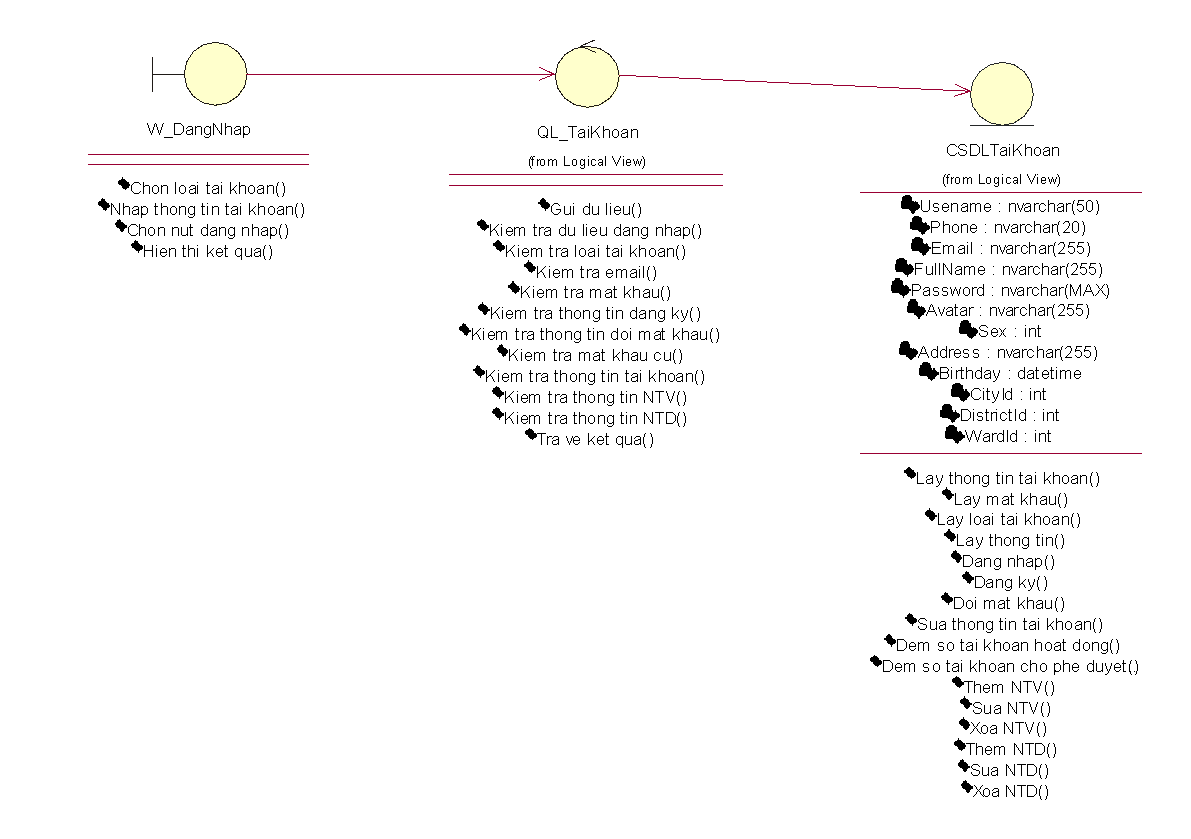 W_DangNhap
Chon loai tai khoan()
Nhap thong tin tai khoan()
Chon nut dang nhap()
Hien thi ket qua()
QL_TaiKhoan
(from Logical View)
Gui du lieu()
Kiem tra du lieu dang nhap()
Kiem tra loai tai khoan()
Kiem tra email()
Kiem tra mat khau()
Kiem tra thong tin dang ky()
Kiem tra thong tin doi mat khau()
Kiem tra mat khau cu()
Kiem tra thong tin tai khoan()
Kiem tra thong tin NTV()
Kiem tra thong tin NTD()
Tra ve ket qua()
CSDLTaiKhoan
(from Logical View)
Usename : nvarchar(50)
Phone : nvarchar(20)
Email : nvarchar(255)
FullName : nvarchar(255)
Password : nvarchar(MAX)
Avatar : nvarchar(255)
Sex : int
Address : nvarchar(255)
Birthday : datetime
CityId : int
DistrictId : int
WardId : int
Lay thong tin tai khoan()
Lay mat khau()
Lay loai tai khoan()
Lay thong tin()
Dang nhap()
Dang ky()
Doi mat khau()
Sua thong tin tai khoan()
Dem so tai khoan hoat dong()
Dem so tai khoan cho phe duyet()
Them NTV()
Sua NTV()
Xoa NTV()
Them NTD()
Sua NTD()
Xoa NTD()